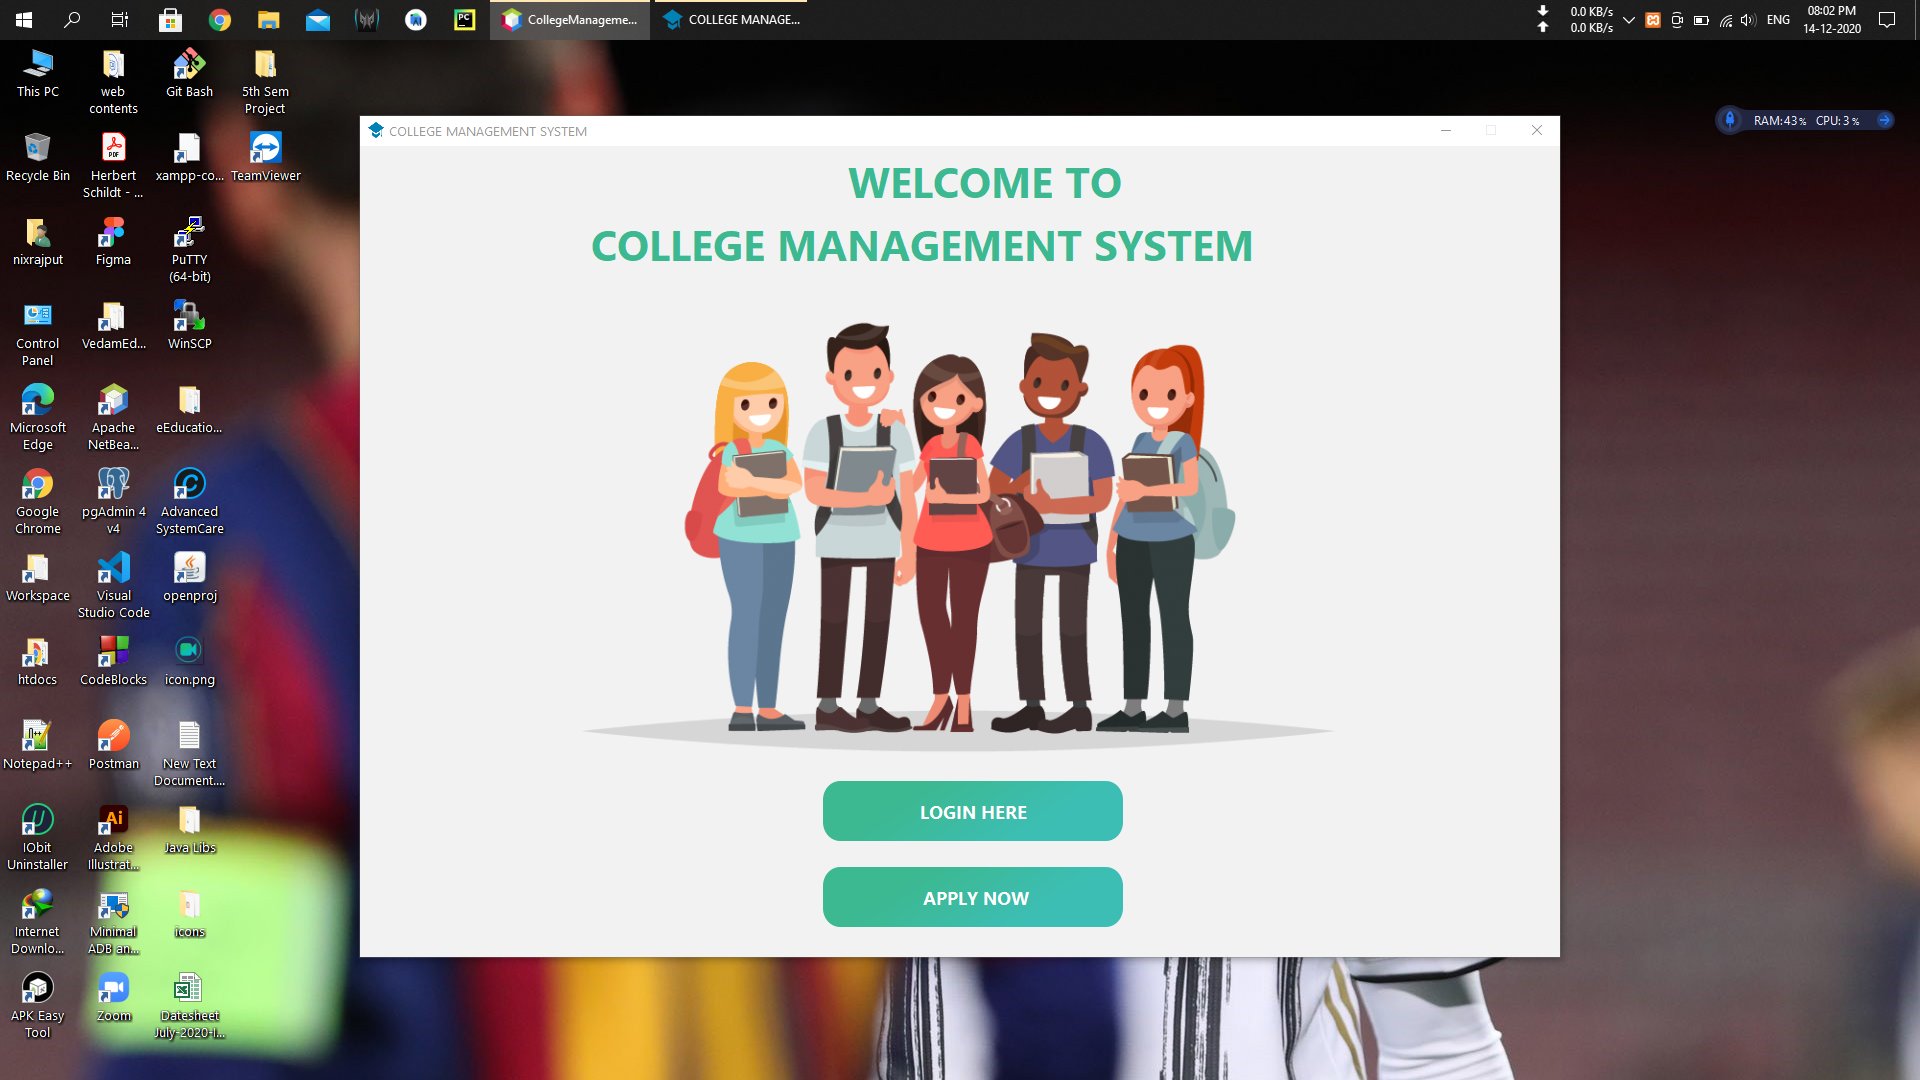 CollegeManageme...
COLLEGE MANAGE...
0.0 KB/s
0.0 KB/s
ENG
08:02 PM
14-12-2020
This PC
web
contents
Git Bash
5th Sem
Project
Recycle Bin
PDF
Herbert
Schildt - ...
xampp-co...
TeamViewer
nixrajput
Figma
PuTTY
(64-bit)
Control
Panel
VedamEd...
WinSCP
Microsoft
Edge
Apache
NetBea...
eEducatio...
Google
Chrome
pgAdmin 4
v4
Advanced
SystemCare
Workspace
Visual
Studio Code
openproj
htdocs
CodeBlocks
icon.png
Notepad++
Postman
New Text
Document....
IObit
Uninstaller
Ai
Adobe
Illustrat...
Java Libs
Internet
Downlo...
Minimal
ADB an...
icons
APK Easy
Tool
Zoom
Datesheet
July-2020-I...
RAM:43% CPU: 3%
COLLEGE MANAGEMENT SYSTEM
WELCOME TO
COLLEGE MANAGEMENT SYSTEM
LOGIN HERE
APPLY NOW